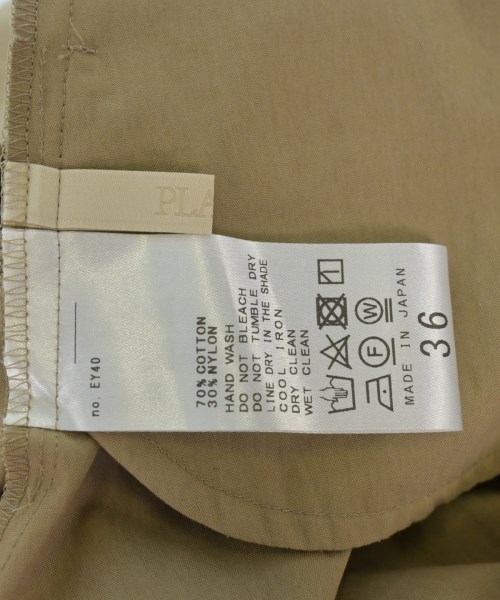 PLA
no. EY40
70% COTTON
30% NYLON
HAND WASH
DO NOT BLEACH
DO NOT TUMBLE DRY
LINE DRY IN THE SHADE
COOL IRON
DRY CLEAN
WET CLEAN
F W
MADE IN JAPAN
36